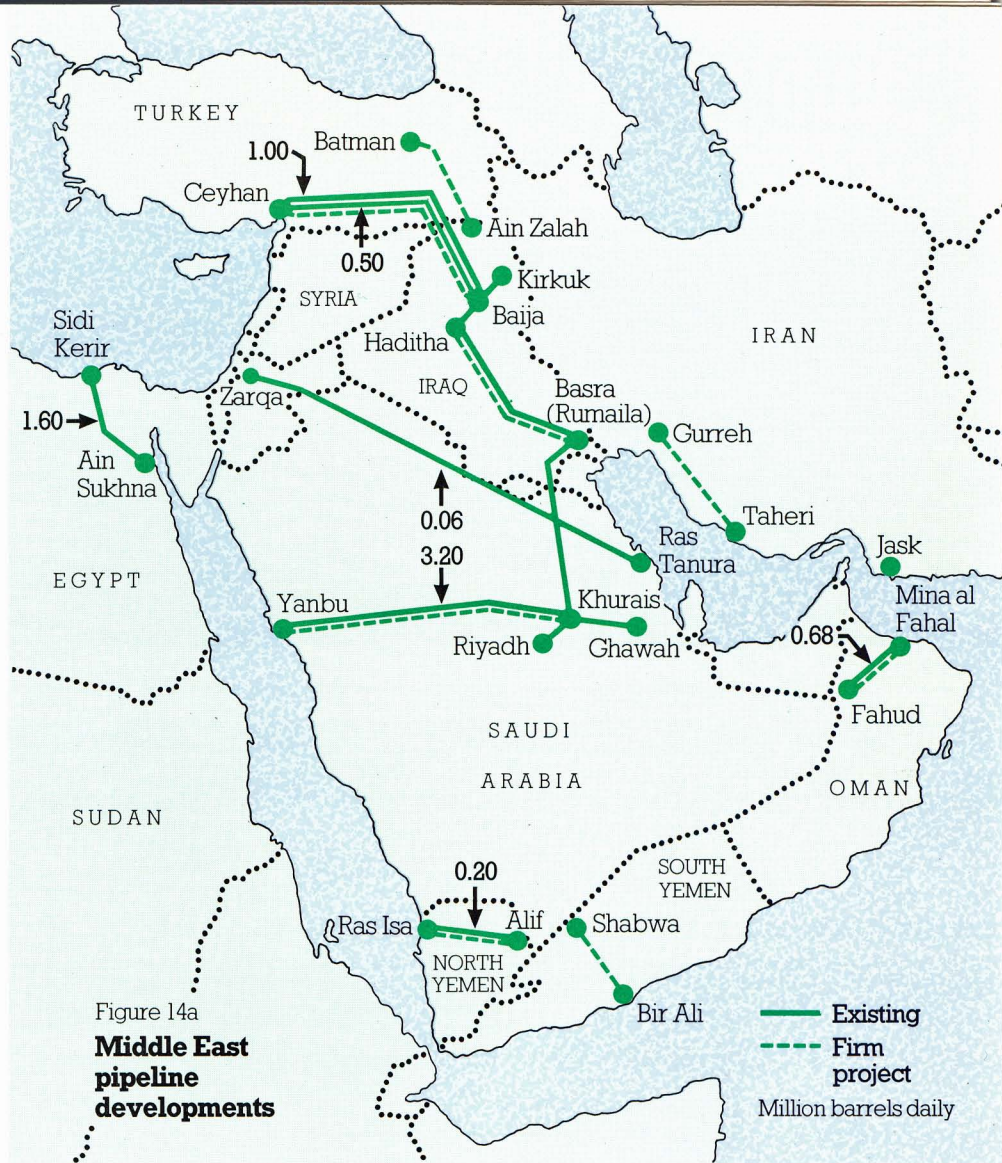 TURKEY
Batman
1.00
Ceyhan
Ain Zalah
0.50
Kirkuk
SYRIA
Baija
Sidi
Kerir
Haditha
IRAN
Zarqa
IRAQ
Basra
(Rumaila)
1.60
Gurreh
Ain
Sukhna
0.06
Taheri
3.20
Ras
Tanura
Jask
EGYPT
Yanbu
Khurais
Mina al
Fahal
Riyadh
Ghawah
0.68
Fahud
SAUDI
ARABIA
OMAN
SUDAN
SOUTH
YEMEN
0.20
Ras Isa
Alif
Shabwa
NORTH
YEMEN
Bir Ali
Figure 14a
Middle East
pipeline
developments
Existing
Firm
project
Million barrels daily